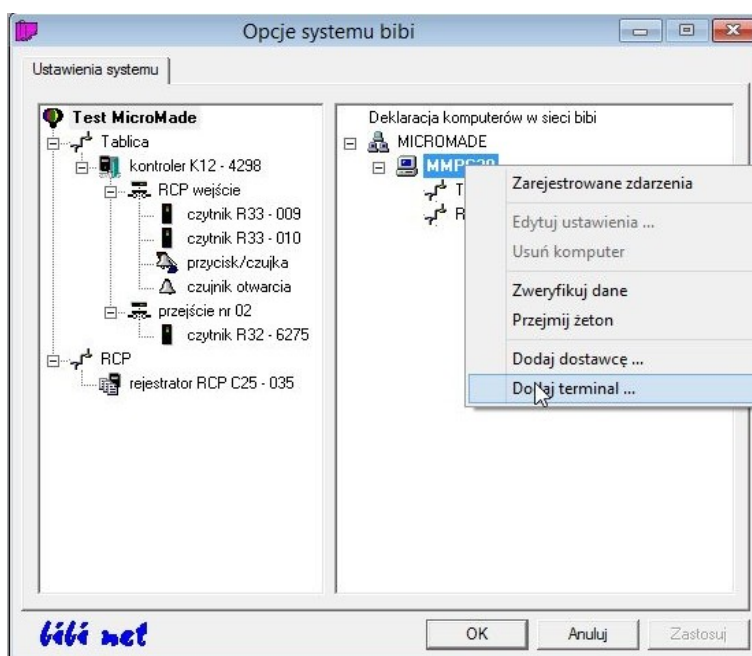 Opcje systemu bibi
Ustawienia systemu
Test MicroMade
Tablica
kontroler K12 - 4298
RCP wejście
czytnik R33 - 009
czytnik R33 - 010
przycisk/czujka
czujnik otwarcia
przejście nr 02
czytnik R32 - 6275
RCP
rejestrator RCP C25 - 035
Deklaracja komputerów w sieci bibi
MICROMADE
T
R
Zarejestrowane zdarzenia
Edytuj ustawienia ...
Usuń komputer
Zweryfikuj dane
Przejmij żeton
Dodaj dostawcę ...
Dodaj terminal ...
bibi net
OK
Anuluj
Zastosuj